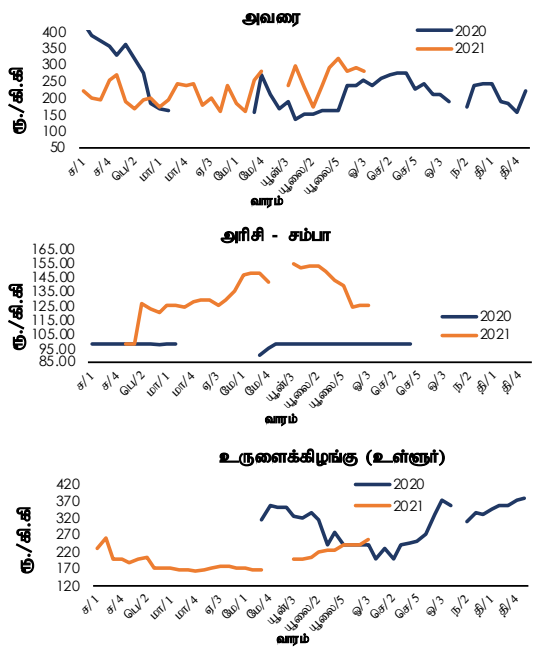 அவரை
400
350
300
250
200
150
100
50
ரூ./கி.கி
2020
2021
ச/1
ச/4
பெ/2
மா/1
மா/4
ஏ/3
மே/1
மே/4
யூன்/3
யூலை/2
யூலை/5
ஓ/3
செ/2
செ/5
ஓ/3
ந/2
தி/1
தி/4
வாரம்
அரிசி - சம்பா
165.00
155.00
145.00
135.00
125.00
115.00
105.00
95.00
85.00
ரூ./கி.கி
2020
2021
ச/1
ச/4
பெ/2
மா/1
மா/4
ஏ/3
மே/1
மே/4
யூன்/3
யூலை/2
யூலை/5
ஓ/3
செ/2
செ/5
ஓ/3
ந/2
தி/1
தி/4
வாரம்
உருளைக்கிழங்கு (உள்ளூர்)
420
370
320
270
220
170
120
ரூ./கி.கி
2020
2021
ச/1
ச/4
பெ/2
மா/1
மா/4
ஏ/3
மே/1
மே/4
யூன்/3
யூலை/2
யூலை/5
ஓ/3
செ/2
செ/5
ஓ/3
ந/2
தி/1
தி/4
வாரம்